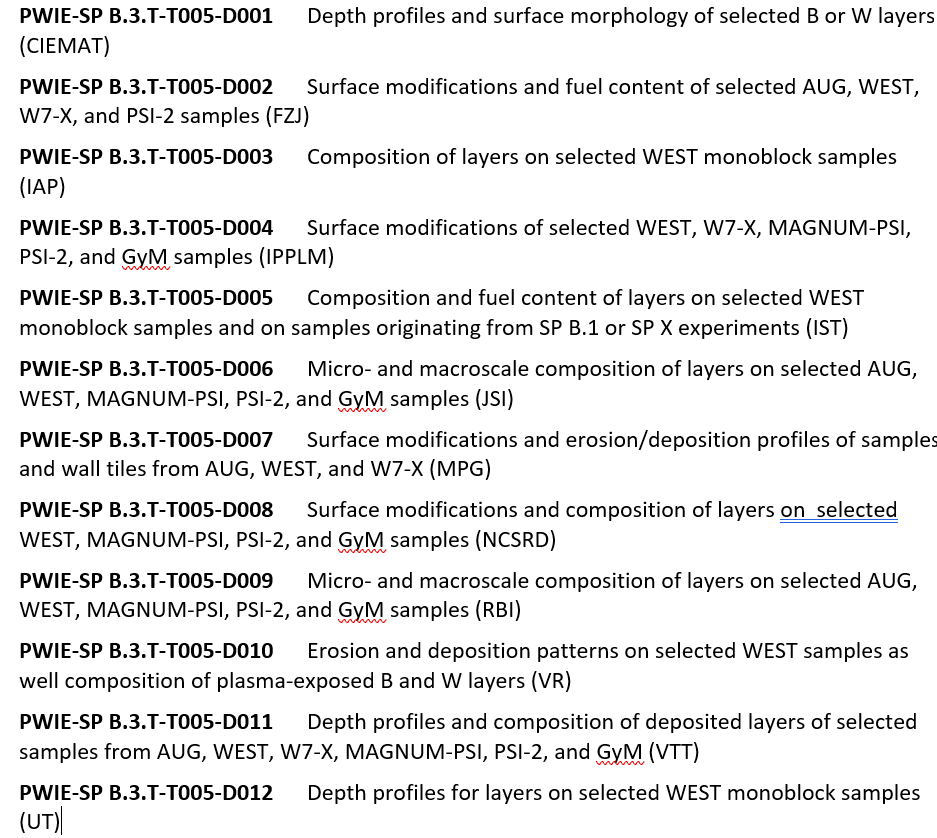 PWIE-SP B.3.T-T005-D001 Depth profiles and surface morphology of selected B or W layers
(CIEMAT)
PWIE-SP B.3.T-T005-D002 Surface modifications and fuel content of selected AUG, WEST,
W7-X, and PSI-2 samples (FZJ)
PWIE-SP B.3.T-T005-D003 Composition of layers on selected WEST monoblock samples
(IAP)
PWIE-SP B.3.T-T005-D004 Surface modifications of selected WEST, W7-X, MAGNUM-PSI,
PSI-2, and GyM samples (IPPLM)
PWIE-SP B.3.T-T005-D005 Composition and fuel content of layers on selected WEST
monoblock samples and on samples originating from SP B.1 or SP X experiments (IST)
PWIE-SP B.3.T-T005-D006 Micro- and macroscale composition of layers on selected AUG,
WEST, MAGNUM-PSI, PSI-2, and GyM samples (JSI)
PWIE-SP B.3.T-T005-D007 Surface modifications and erosion/deposition profiles of samples
and wall tiles from AUG, WEST, and W7-X (MPG)
PWIE-SP B.3.T-T005-D008 Surface modifications and composition of layers on  selected
WEST, MAGNUM-PSI, PSI-2, and GyM samples (NCSRD)
PWIE-SP B.3.T-T005-D009 Micro- and macroscale composition of layers on selected AUG,
WEST, MAGNUM-PSI, PSI-2, and GyM samples (RBI)
PWIE-SP B.3.T-T005-D010 Erosion and deposition patterns on selected WEST samples as
well composition of plasma-exposed B and W layers (VR)
PWIE-SP B.3.T-T005-D011 Depth profiles and composition of deposited layers of selected
samples from AUG, WEST, W7-X, MAGNUM-PSI, PSI-2, and GyM (VTT)
PWIE-SP B.3.T-T005-D012 Depth profiles for layers on selected WEST monoblock samples
(UT)